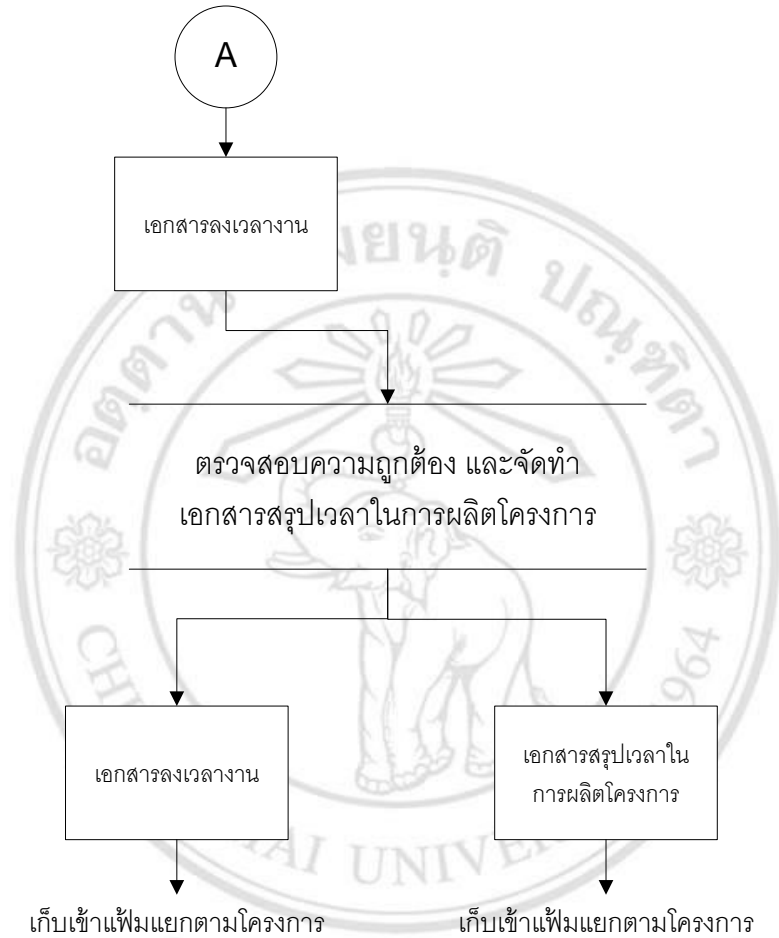 A
เอกสารลงเวลางาน
ตรวจสอบความถูกต้อง และจัดทำ
เอกสารสรุปเวลาในการผลิตโครงการ
เอกสารลงเวลางาน
เอกสารสรุปเวลาใน
การผลิตโครงการ
เก็บเข้าแฟ้มแยกตามโครงการ
เก็บเข้าแฟ้มแยกตามโครงการ